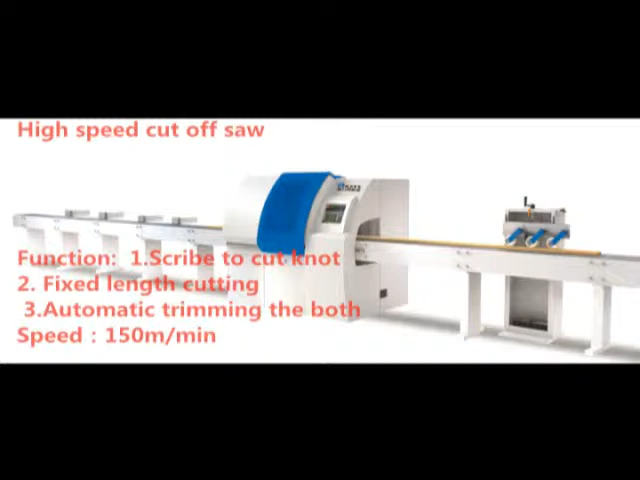 High speed cut off saw
Function: 1.Scribe to cut knot
2. Fixed length cutting
3.Automatic trimming the both
Speed : 150m/min